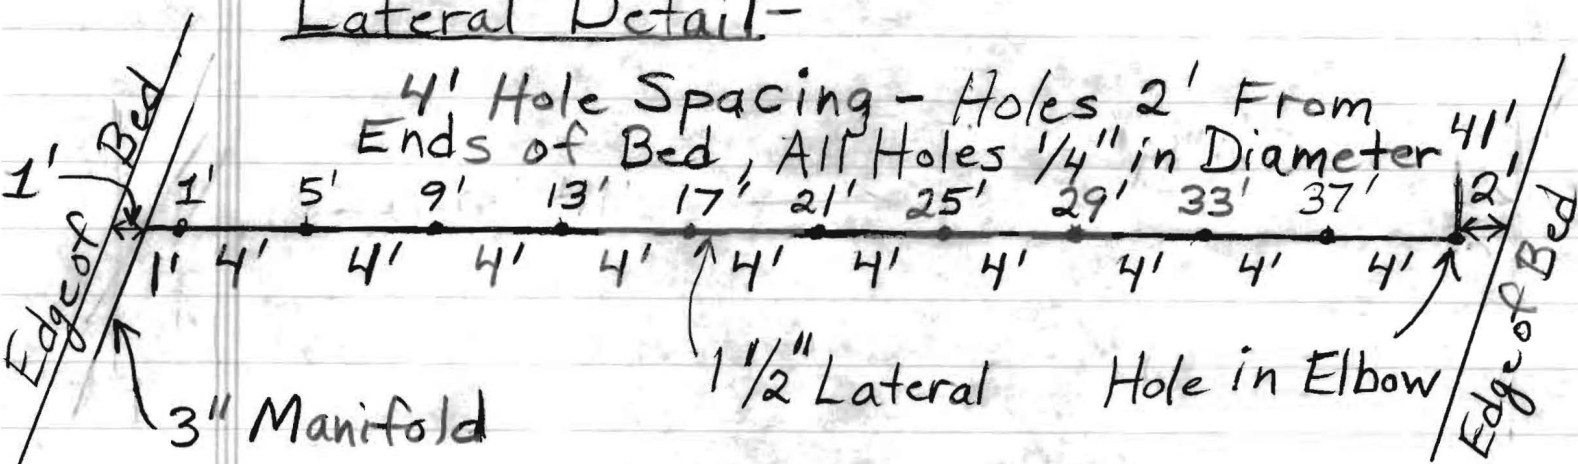 Lateral Detail-
4' Hole Spacing - Holes 2' From
Ends of Bed, All Holes 1/4" in Diameter
41'
1'
Edge of Bed
1' 5' 9' 13' 17' 21' 25' 29' 33' 37'
2'
1' 4' 4' 4' 4' 4' 4' 4' 4' 4' 4'
Edge of Bed
1 1/2" Lateral
Hole in Elbow
3" Manifold